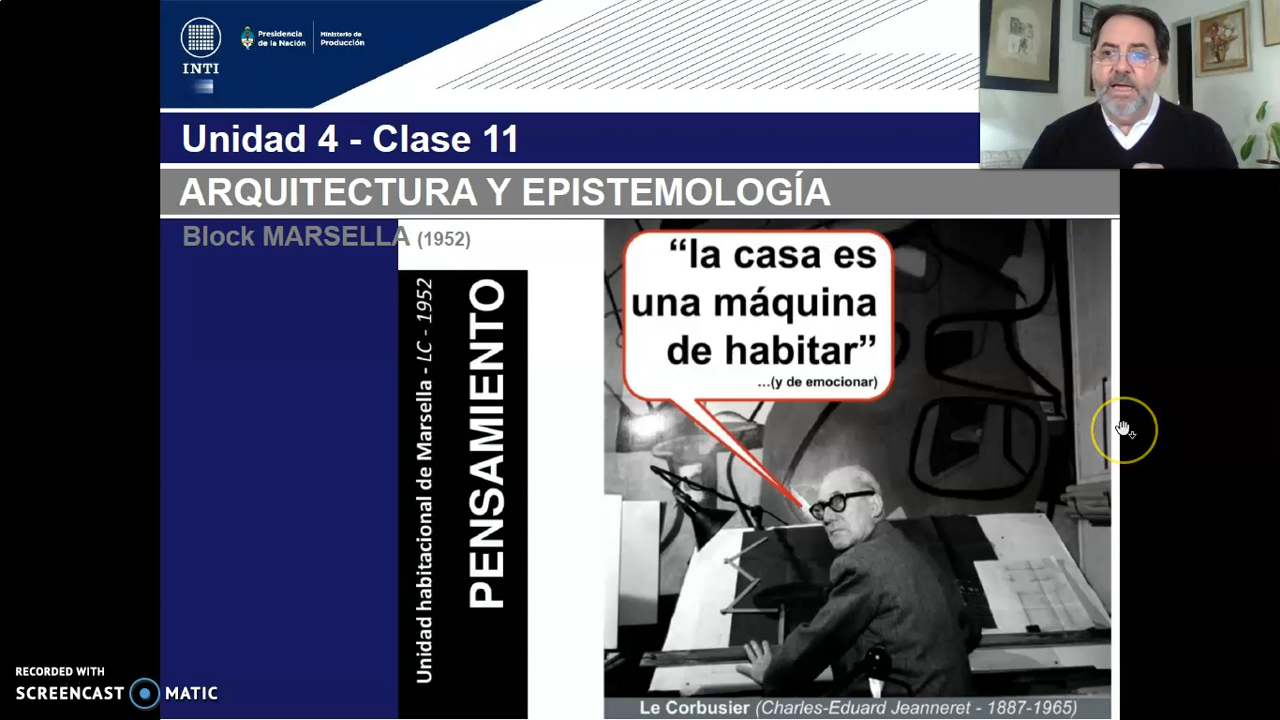 INTI
Presidencia
de la Nación
Ministerio de
Producción
Unidad 4 - Clase 11
ARQUITECTURA Y EPISTEMOLOGÍA
Block MARSELLA (1952)
Unidad habitacional de Marsella - LC - 1952
PENSAMIENTO
“la casa es
una máquina
de habitar”
...(y de emocionar)
Le Corbusier (Charles-Eduard Jeanneret - 1887-1965)
RECORDED WITH
SCREENCAST MATIC